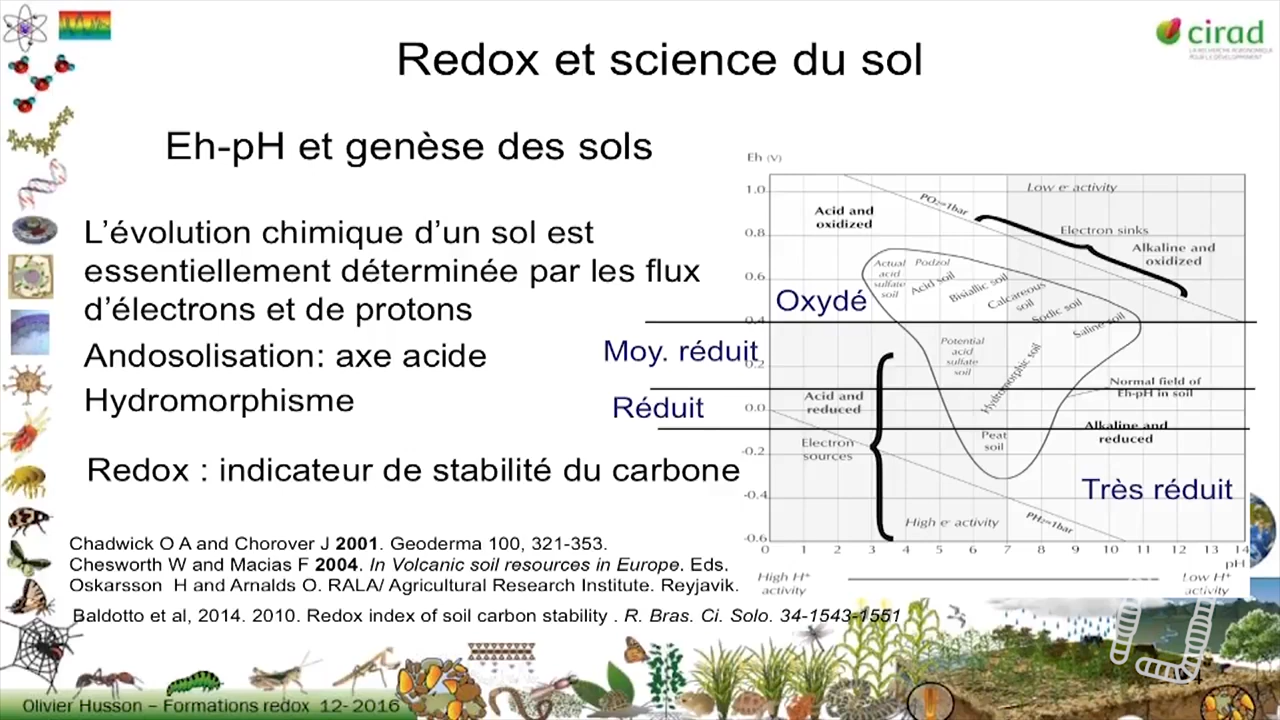 cirad
LA RECHERCHE AGRONOMIQUE
POUR LE DÉVELOPPEMENT
Redox et science du sol
Eh-pH et genèse des sols
L'évolution chimique d'un sol est
essentiellement déterminée par les flux
d'électrons et de protons
Andosolisation: axe acide
Hydromorphisme
Redox : indicateur de stabilité du carbone
Chadwick O A and Chorover J 2001. Geoderma 100, 321-353.
Chesworth W and Macias F 2004. In Volcanic soil resources in Europe. Eds.
Oskarsson H and Arnalds O. RALA/ Agricultural Research Institute. Reyjavik.
Baldotto et al, 2014. 2010. Redox index of soil carbon stability . R. Bras. Ci. Solo. 34-1543-1551
Eh (V)
1.0
0.8
0.6
0.4
0.2
0.0
-0.2
-0.4
-0.6
Low e- activity
PO2=1bar
Acid and
oxidized
Electron sinks
Alkaline and
oxidized
Actual
acid
sulfate
soil
Podzol
Acid soil
Bisiallic soil
Calcareous
soil
Sodic soil
Saline soil
Oxydé
Moy. réduit
Réduit
Très réduit
Potential
acid
sulfate
soil
Hydromorphic soil
Normal field of
Eh-pH in soil
Acid and
reduced
Alkaline and
reduced
Electron
sources
Peat
soil
High e- activity
PH2=1bar
0 1 2 3 4 5 6 7 8 9 10 11 12 13 14
pH
High H+
activity
Low H+
activity
Olivier Husson – Formations redox 12- 2016